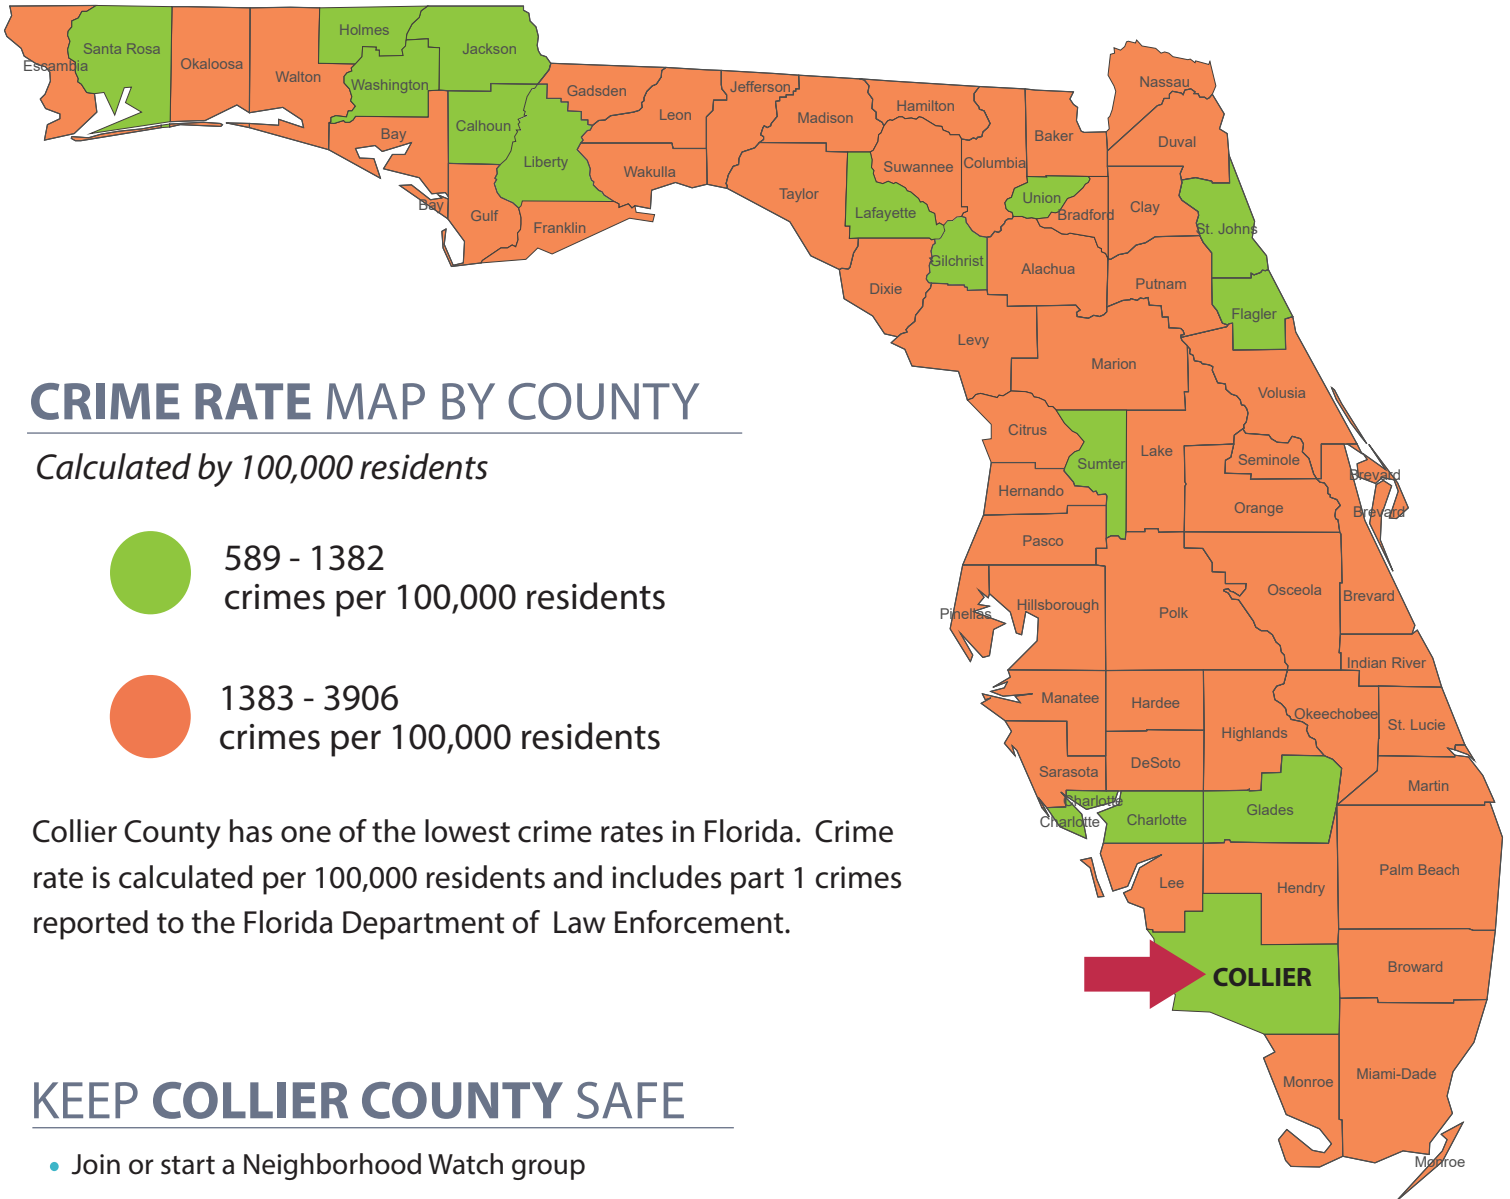 Holmes
Jackson
Santa Rosa
Okaloosa
Escambia
Walton
Washington
Gadsden
Jefferson
Nassau
Leon
Madison
Hamilton
Calhoun
Bay
Baker
Duval
Liberty
Wakulla
Suwannee
Columbia
Taylor
Union
Bay
Gulf
Franklin
Lafayette
Bradford
Clay
St. Johns
Gilchrist
Alachua
Dixie
Putnam
Flagler
Levy
Marion
Volusia
CRIME RATE MAP BY COUNTY
Calculated by 100,000 residents
Citrus
Sumter
Lake
Seminole
Brevard
Hernando
Orange
Brevard
Pasco
589 - 1382
crimes per 100,000 residents
Pinellas
Hillsborough
Polk
Osceola
Brevard
Indian River
1383 - 3906
crimes per 100,000 residents
Manatee
Hardee
Okeechobee
Highlands
St. Lucie
Sarasota
DeSoto
Martin
Charlotte
Charlotte
Charlotte
Glades
Collier County has one of the lowest crime rates in Florida.  Crime
rate is calculated per 100,000 residents and includes part 1 crimes
reported to the Florida Department of  Law Enforcement.
Lee
Hendry
Palm Beach
COLLIER
Broward
Monroe
Miami-Dade
Monroe
KEEP COLLIER COUNTY SAFE
• Join or start a Neighborhood Watch group